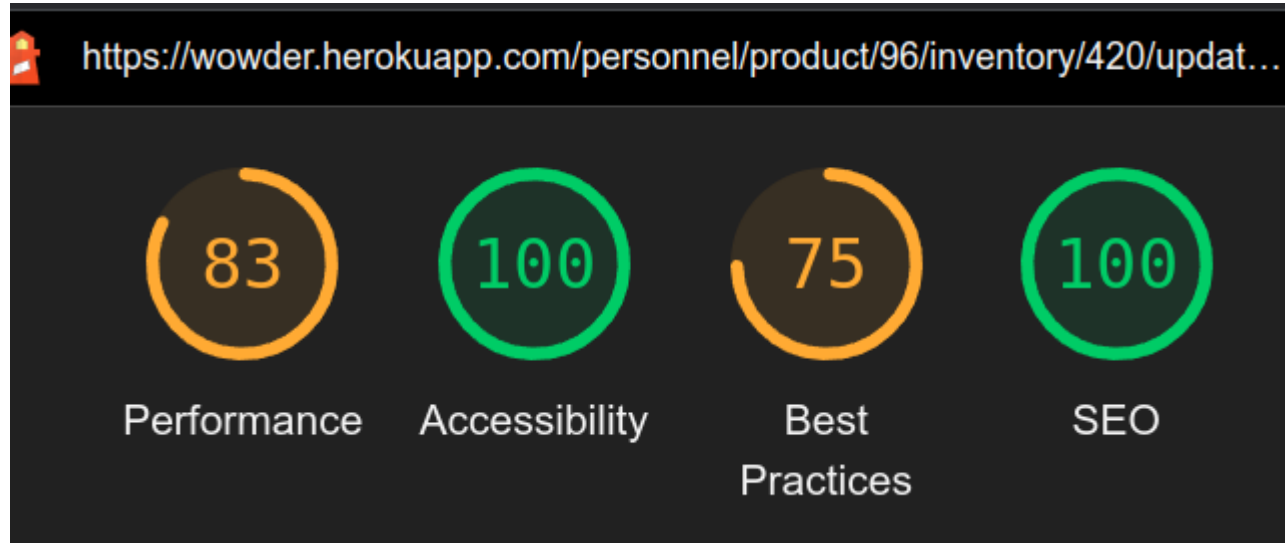 https://wowder.herokuapp.com/personnel/product/96/inventory/420/updat…
83
100
75
100
Performance
Accessibility
Best
Practices
SEO